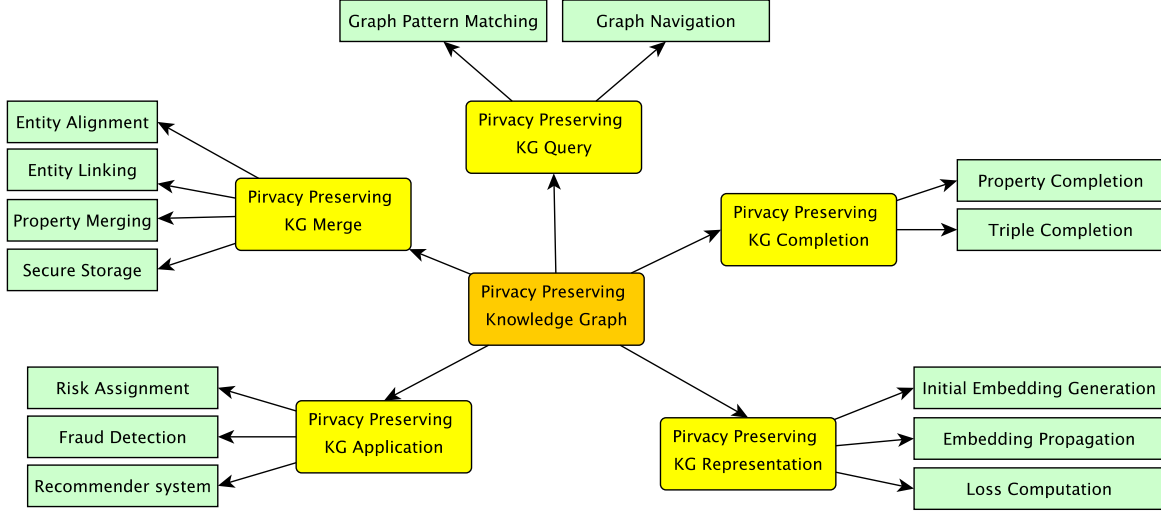 Graph Pattern Matching
Graph Navigation
Pirvacy Preserving
KG Query
Entity Alignment
Entity Linking
Property Merging
Secure Storage
Pirvacy Preserving
KG Merge
Property Completion
Triple Completion
Pirvacy Preserving
KG Completion
Pirvacy Preserving
Knowledge Graph
Risk Assignment
Fraud Detection
Recommender system
Pirvacy Preserving
KG Application
Pirvacy Preserving
KG Representation
Initial Embedding Generation
Embedding Propagation
Loss Computation